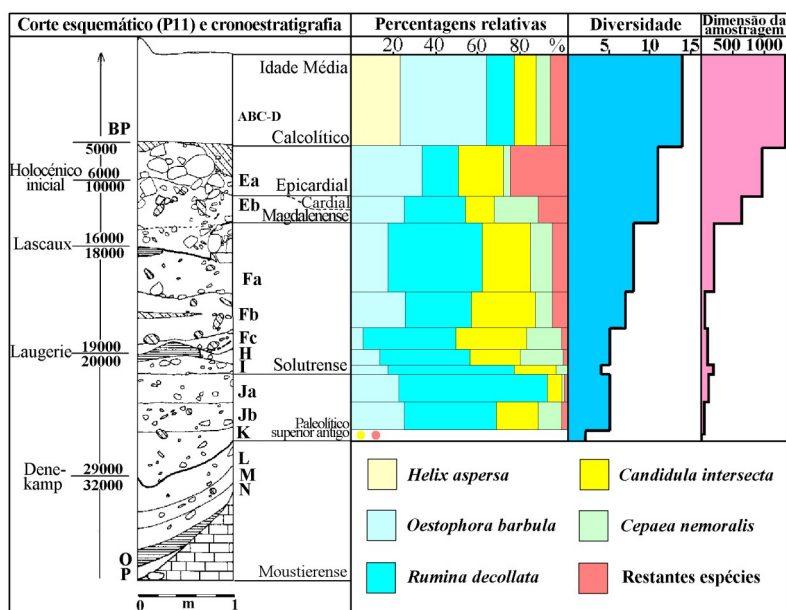 Corte esquemático (P11) e cronoestratigrafia
Percentagens relativas
Diversidade
Dimensão da
amostragem
20 40 60 80 %
5 10 15
500 1000
Idade Média
ABC-D
BP
Calcolítico
5000
Holocénico
inicial
6000
10000
Ea
Epicardial
Eb
Cardial
Magdalenense
Lascaux
16000
18000
Fa
Fb
Fc
Laugerie
19000
20000
H
I
Solutrense
Ja
Jb
K
Paleolítico
superior antigo
L
Dene-
kamp
29000
32000
M
N
O
P
Moustierense
0 m 1
Helix aspersa
Candidula intersecta
Oestophora barbula
Cepaea nemoralis
Rumina decollata
Restantes espécies